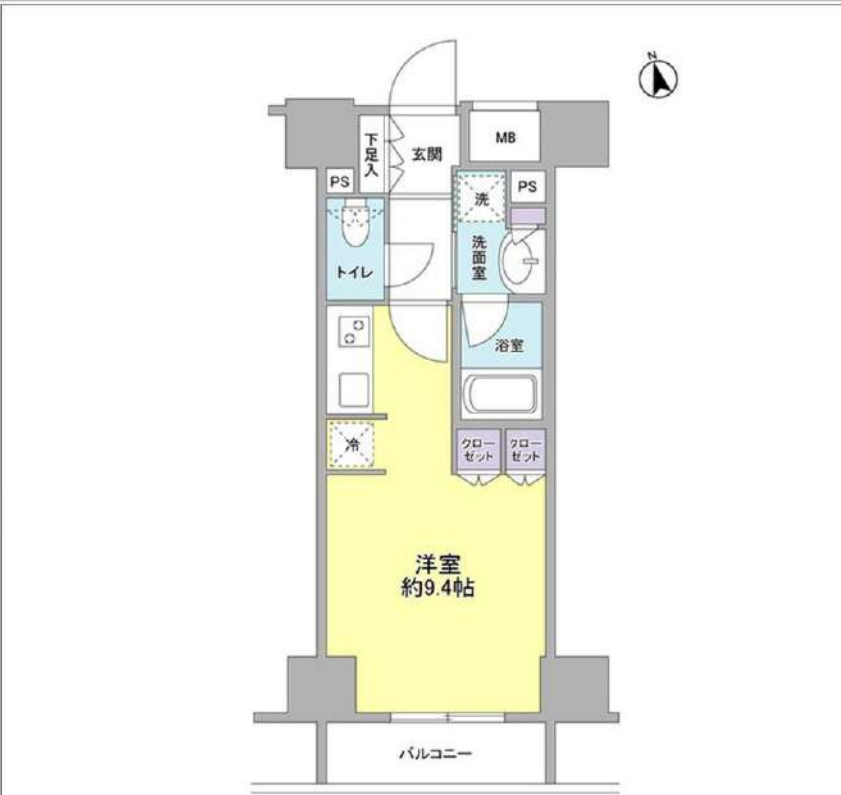 N
MB
下足入
玄関
PS
洗
PS
洗面室
トイレ
浴室
冷
クロー
ゼット
クロー
ゼット
洋室
約9.4帖
バルコニー